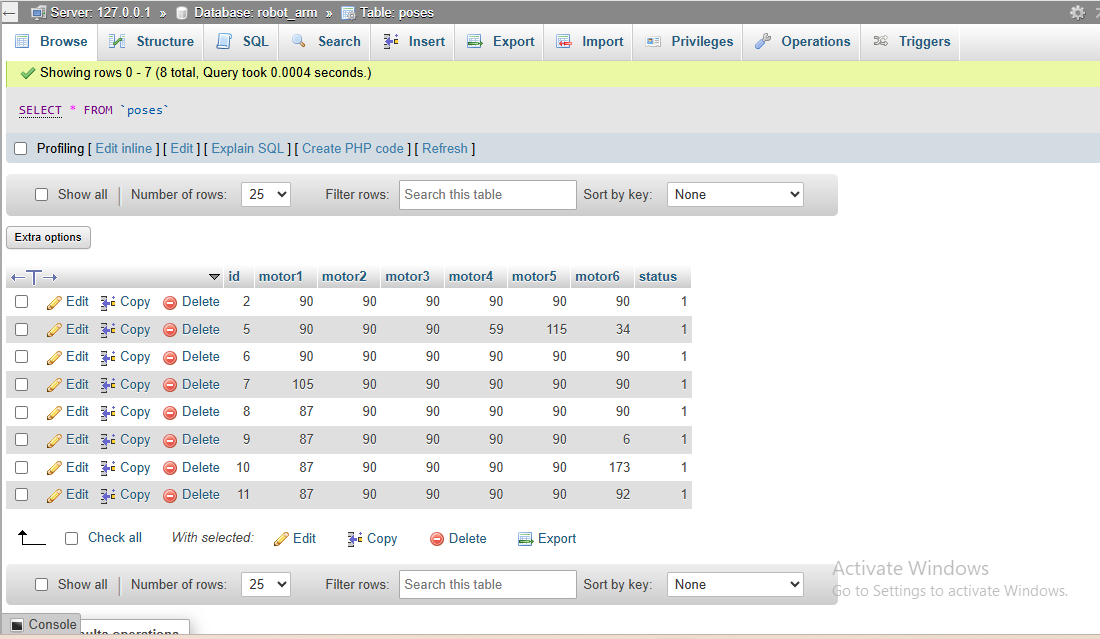 Server: 127.0.0.1 » Database: robot_arm » Table: poses
Browse Structure SQL Search Insert Export Import Privileges Operations Triggers
Showing rows 0 - 7 (8 total, Query took 0.0004 seconds.)
SELECT * FROM `poses`
Profiling [ Edit inline ] [ Edit ] [ Explain SQL ] [ Create PHP code ] [ Refresh ]
Show all Number of rows: 25 Filter rows: Search this table Sort by key: None
Extra options
id motor1 motor2 motor3 motor4 motor5 motor6 status
Edit Copy Delete 2 90 90 90 90 90 90 1
Edit Copy Delete 5 90 90 90 59 115 34 1
Edit Copy Delete 6 90 90 90 90 90 90 1
Edit Copy Delete 7 105 90 90 90 90 90 1
Edit Copy Delete 8 87 90 90 90 90 90 1
Edit Copy Delete 9 87 90 90 90 90 6 1
Edit Copy Delete 10 87 90 90 90 90 173 1
Edit Copy Delete 11 87 90 90 90 90 92 1
Check all With selected: Edit Copy Delete Export
Show all Number of rows: 25 Filter rows: Search this table Sort by key: None
Activate Windows
Go to Settings to activate Windows.
Console
operations